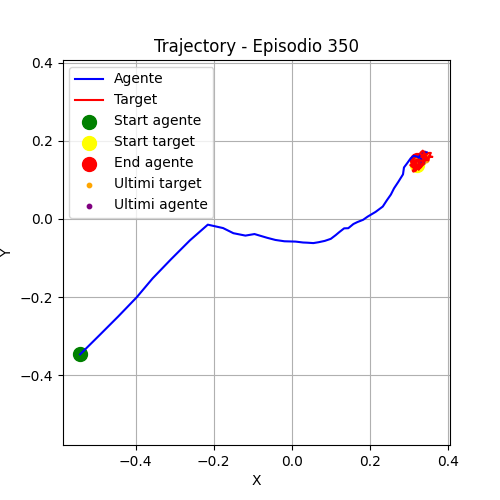 Trajectory - Episodio 350
0.4
0.2
0.0
−0.2
−0.4
Y
Agente
Target
Start agente
Start target
End agente
Ultimi target
Ultimi agente
−0.4
−0.2
0.0
0.2
0.4
X